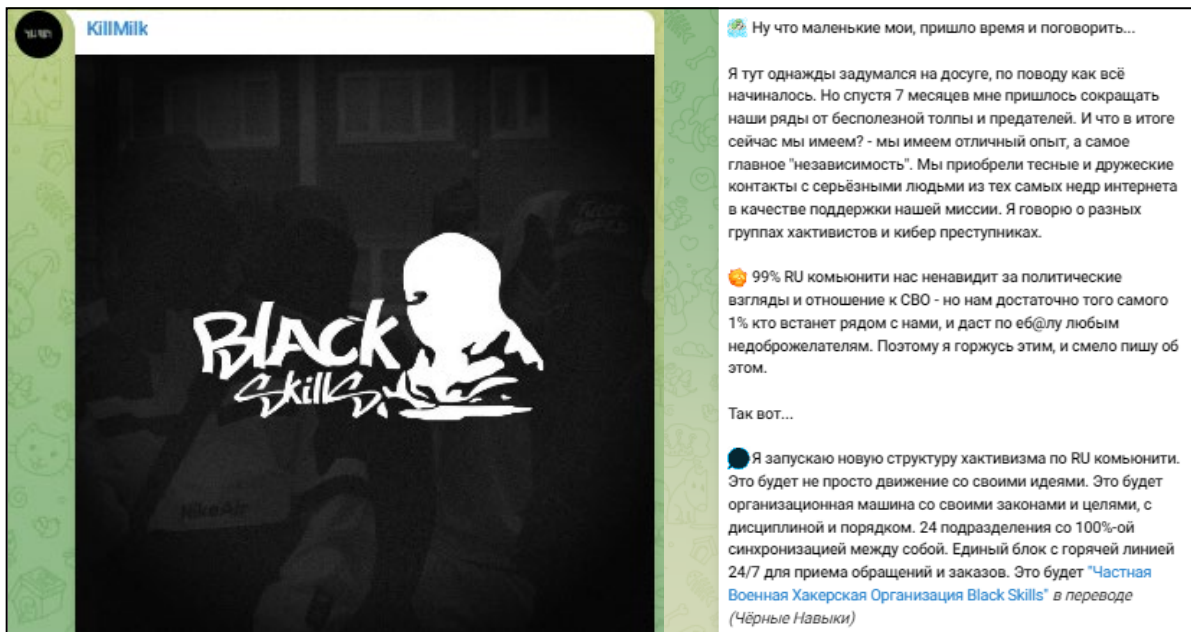 KillMilk
BLACK
Skills
NikeAir
Ну что маленькие мои, пришло время и поговорить...
Я тут однажды задумался на досуге, по поводу как всё
начиналось. Но спустя 7 месяцев мне пришлось сокращать
наши ряды от бесполезной толпы и предателей. И что в итоге
сейчас мы имеем? - мы имеем отличный опыт, а самое
главное "независимость". Мы приобрели тесные и дружеские
контакты с серьёзными людьми из тех самых недр интернета
в качестве поддержки нашей миссии. Я говорю о разных
группах хактивистов и кибер преступниках.
99% RU комьюнити нас ненавидит за политические
взгляды и отношение к СВО - но нам достаточно того самого
1% кто встанет рядом с нами, и даст по еб@лу любым
недоброжелателям. Поэтому я горжусь этим, и смело пишу об
этом.
Так вот...
Я запускаю новую структуру хактивизма по RU комьюнити.
Это будет не просто движение со своими идеями. Это будет
организационная машина со своими законами и целями, с
дисциплиной и порядком. 24 подразделения со 100%-ой
синхронизацией между собой. Единый блок с горячей линией
24/7 для приема обращений и заказов. Это будет "Частная
Военная Хакерская Организация Black Skills" в переводе
(Чёрные Навыки)